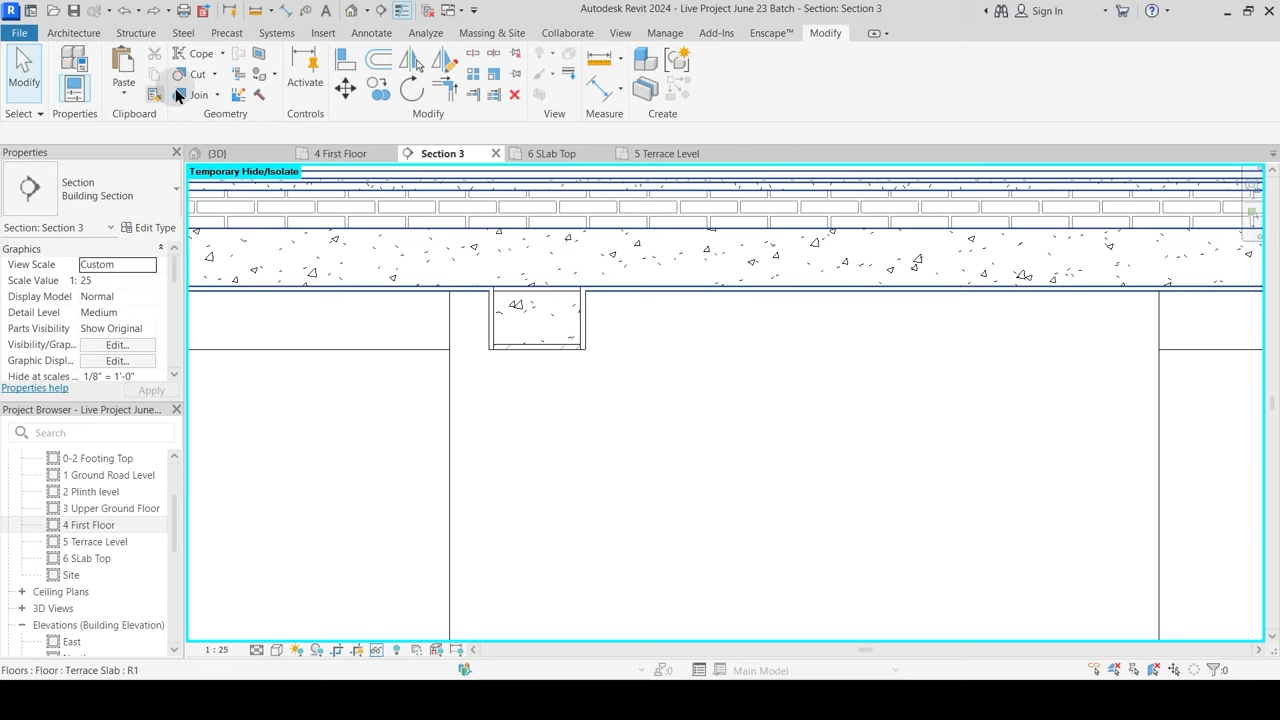 Autodesk Revit 2024 - Live Project June 23 Batch - Section: Section 3
Sign In
File Architecture Structure Steel Precast Systems Insert Annotate Analyze Massing & Site Collaborate View Manage Add-Ins Enscape™ Modify
Modify
Paste
Cope
Cut
Join
Activate
Select Properties Clipboard Geometry Controls Modify View Measure Create
Properties
{3D}
4 First Floor
Section 3
6 SLab Top
5 Terrace Level
Temporary Hide/Isolate
Section
Building Section
Section: Section 3
Edit Type
Graphics
View Scale Custom
Scale Value 1: 25
Display Model Normal
Detail Level Medium
Parts Visibility Show Original
Visibility/Grap... Edit...
Graphic Displ... Edit...
Hide at scales ... 1/8" = 1'-0"
Properties help
Apply
Project Browser - Live Project June...
Search
0-2 Footing Top
1 Ground Road Level
2 Plinth level
3 Upper Ground Floor
4 First Floor
5 Terrace Level
6 SLab Top
Site
Ceiling Plans
3D Views
Elevations (Building Elevation)
East
1 : 25
Floors : Floor : Terrace Slab : R1
:0
Main Model
:0